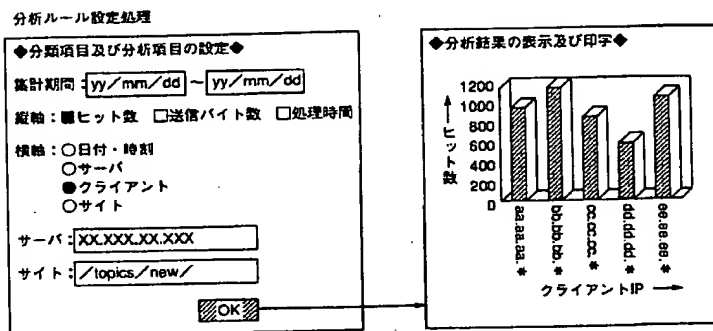 分析ルール設定処理
◆分類項目及び分析項目の設定◆
集計期間：yy/mm/dd ～ yy/mm/dd
縦軸：■ヒット数 □送信バイト数 □処理時間
横軸：○日付・時刻
○サーバ
●クライアント
○サイト
サーバ：XX.XXX.XX.XXX
サイト：/topics/new/
OK
◆分析結果の表示及び印字◆
1200
1000
800
600
400
200
0
ヒット数
aa.aa.aa.*
bb.bb.bb.*
cc.cc.cc.*
dd.dd.dd.*
ee.ee.ee.*
クライアントIP